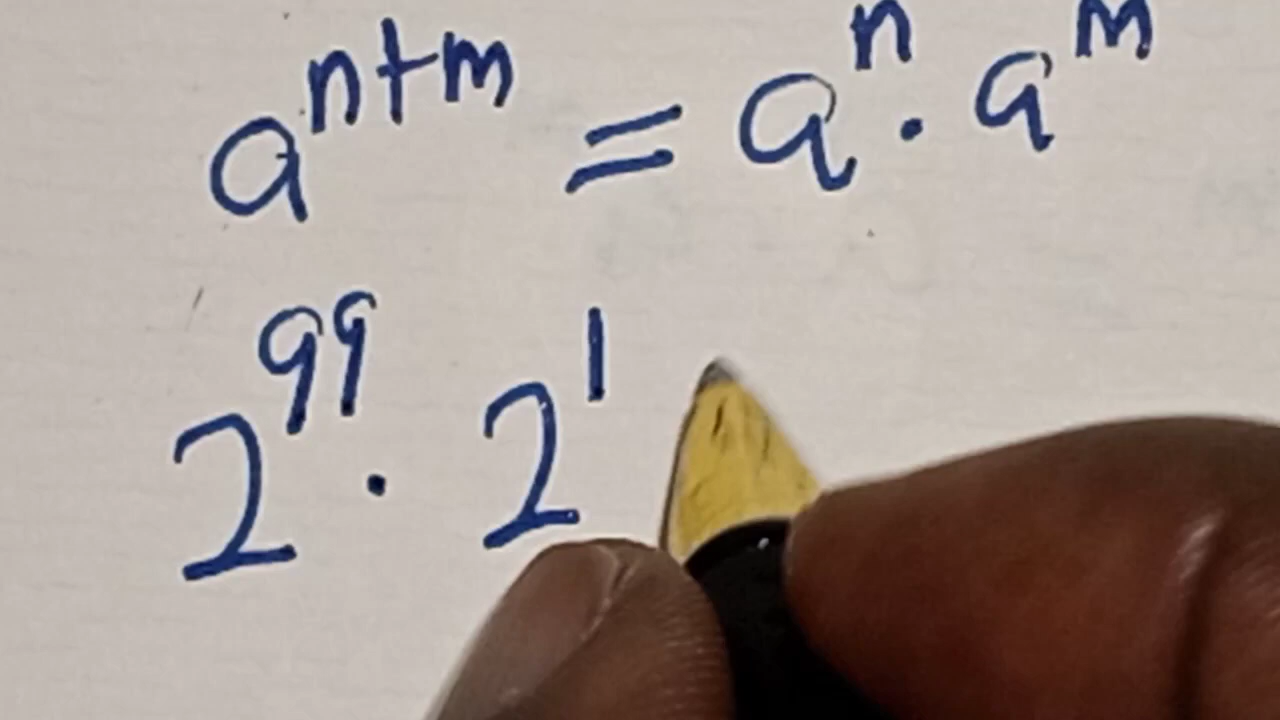 a^{n+m} = a^n · a^m
2^{99} · 2^1